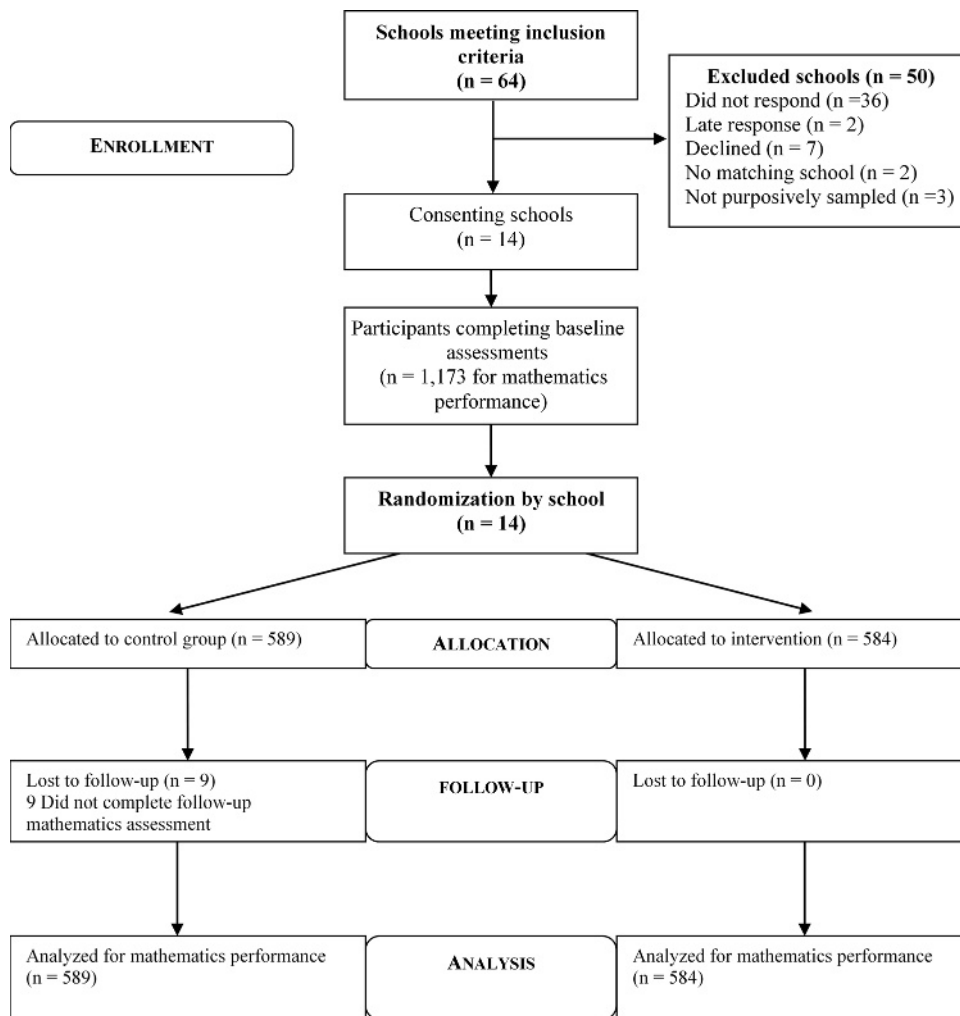 Schools meeting inclusion
criteria
(n = 64)
Excluded schools (n = 50)
Did not respond (n =36)
Late response (n = 2)
Declined (n = 7)
No matching school (n = 2)
Not purposively sampled (n =3)
ENROLLMENT
Consenting schools
(n = 14)
Participants completing baseline
assessments
(n = 1,173 for mathematics
performance)
Randomization by school
(n = 14)
Allocated to control group (n = 589)
ALLOCATION
Allocated to intervention (n = 584)
Lost to follow-up (n = 9)
9 Did not complete follow-up
mathematics assessment
FOLLOW-UP
Lost to follow-up (n = 0)
Analyzed for mathematics performance
(n = 589)
ANALYSIS
Analyzed for mathematics performance
(n = 584)